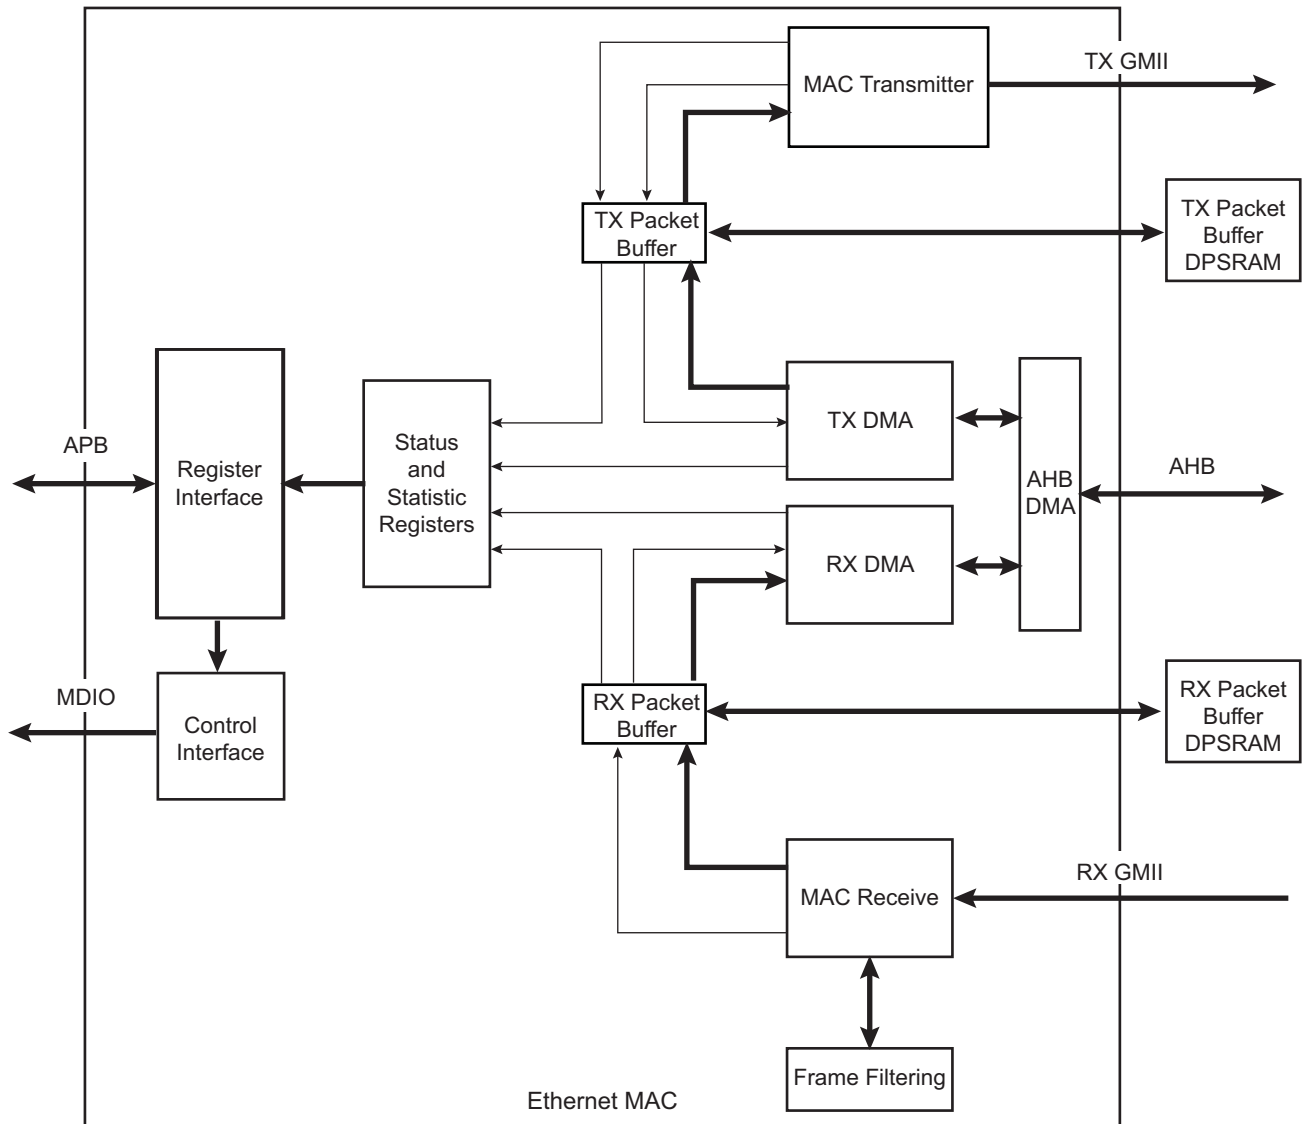 TX GMII
MAC Transmitter
TX Packet
Buffer
TX Packet
Buffer
DPSRAM
APB
Register
Interface
Status
and
Statistic
Registers
TX DMA
RX DMA
AHB
DMA
AHB
MDIO
Control
Interface
RX Packet
Buffer
RX Packet
Buffer
DPSRAM
RX GMII
MAC Receive
Frame Filtering
Ethernet MAC